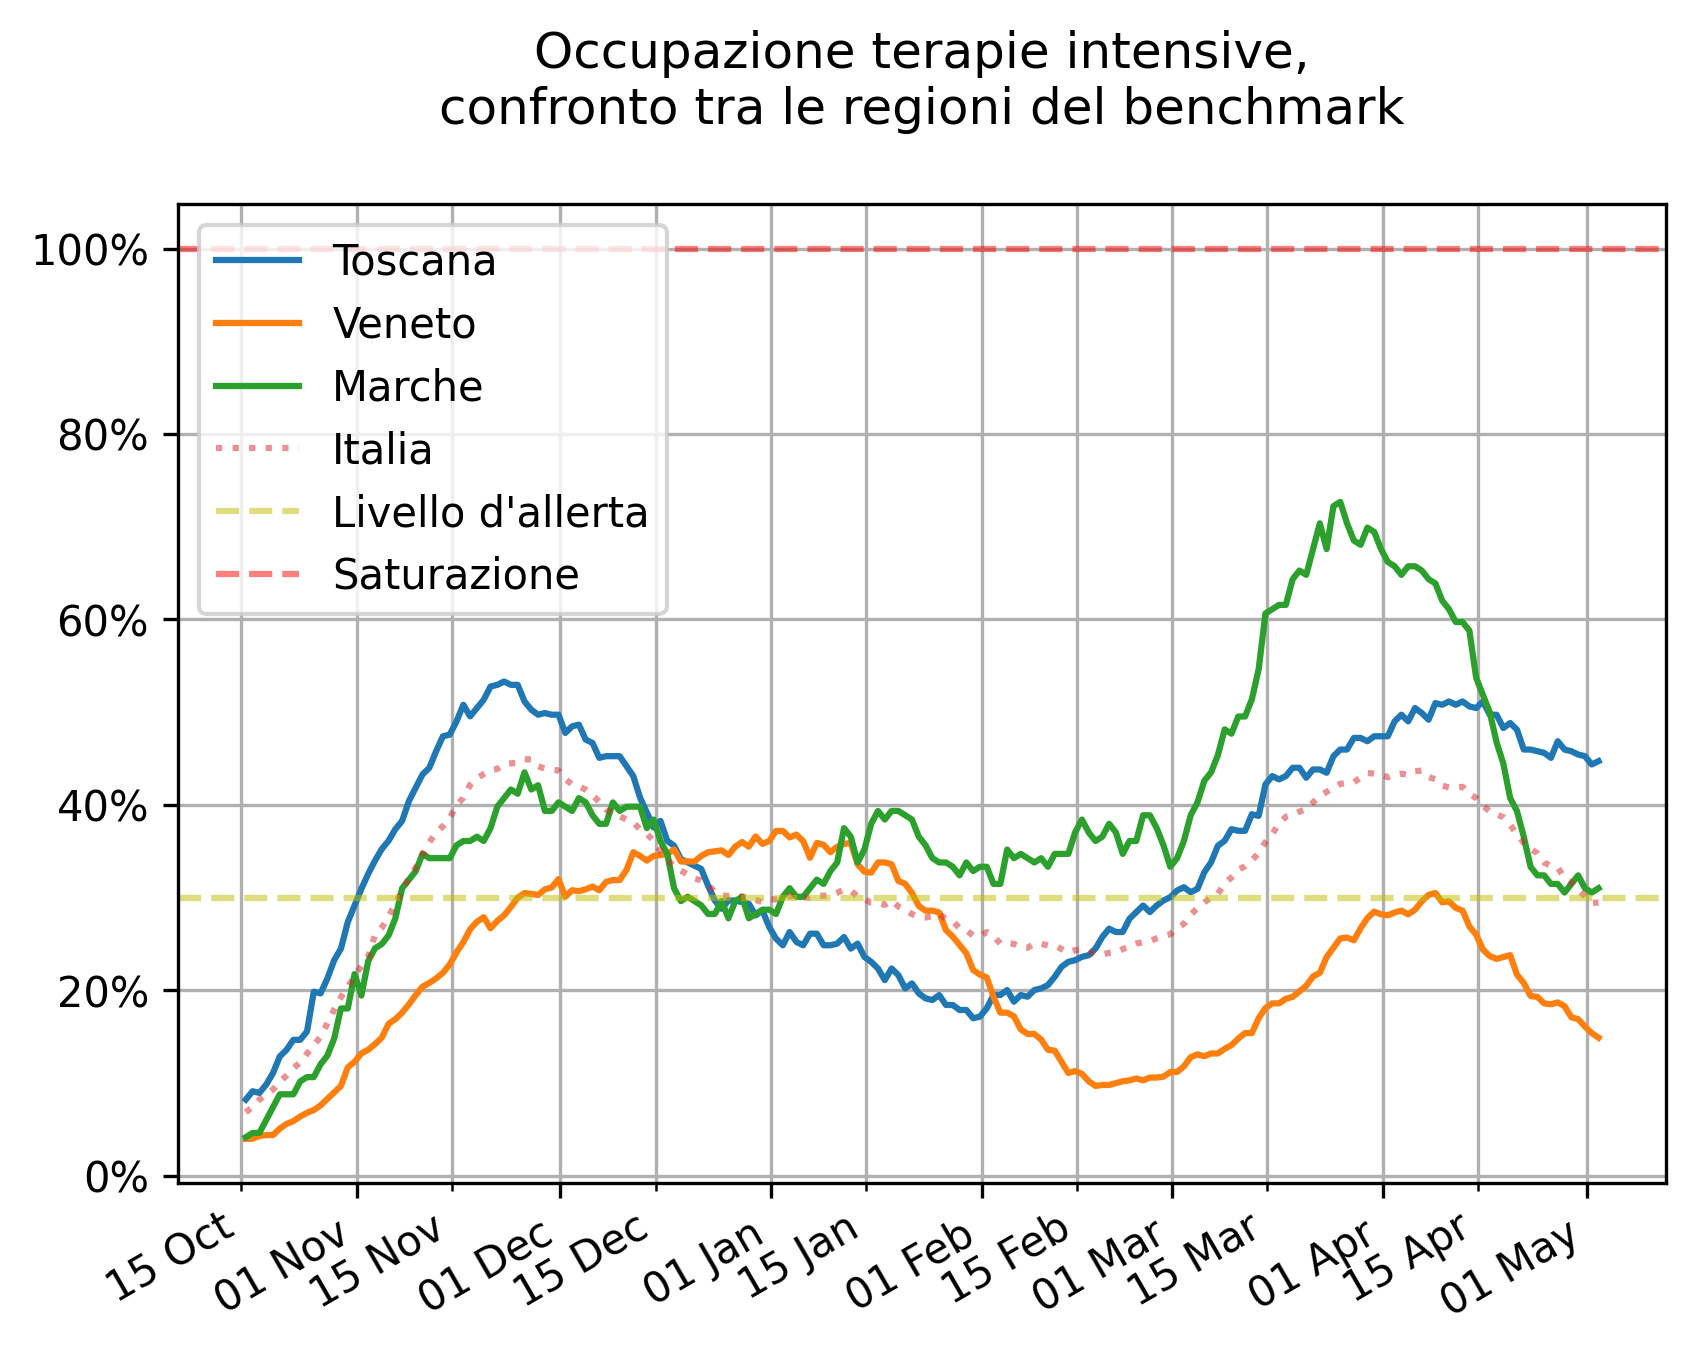 Occupazione terapie intensive,
confronto tra le regioni del benchmark
100%
80%
60%
40%
20%
0%
Toscana
Veneto
Marche
Italia
Livello d'allerta
Saturazione
15 Oct
01 Nov
15 Nov
01 Dec
15 Dec
01 Jan
15 Jan
01 Feb
15 Feb
01 Mar
15 Mar
01 Apr
15 Apr
01 May